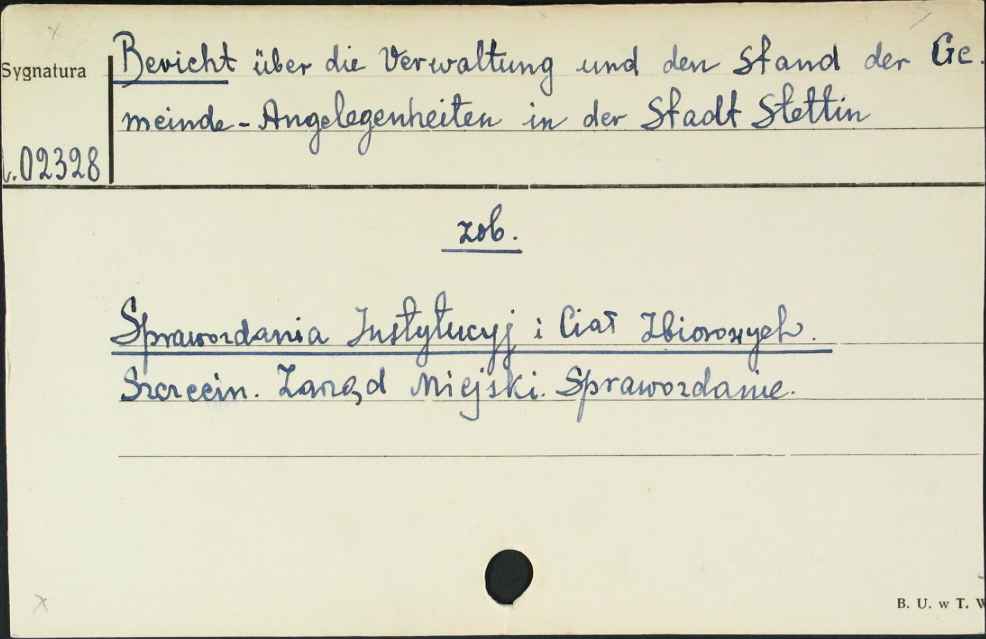 Bericht über die Verwaltung und den Stand der Ge-
Sygnatura
meinde-Angelegenheiten in der Stadt Stettin
02328
zob.
Sprawozdania Instytucyj i Ciał Zbiorowych.
Szczecin. Zarząd Miejski. Sprawozdanie.
B. U. w T.